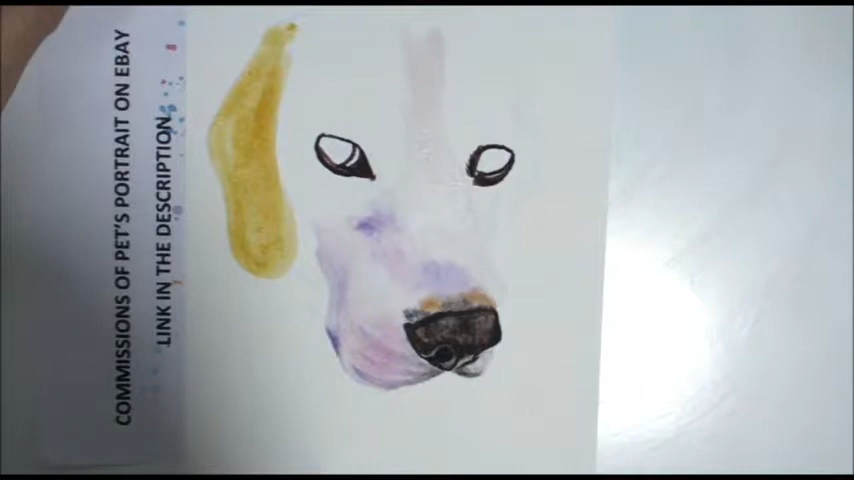 COMMISSIONS OF PET'S PORTRAIT ON EBAY
LINK IN THE DESCRIPTION